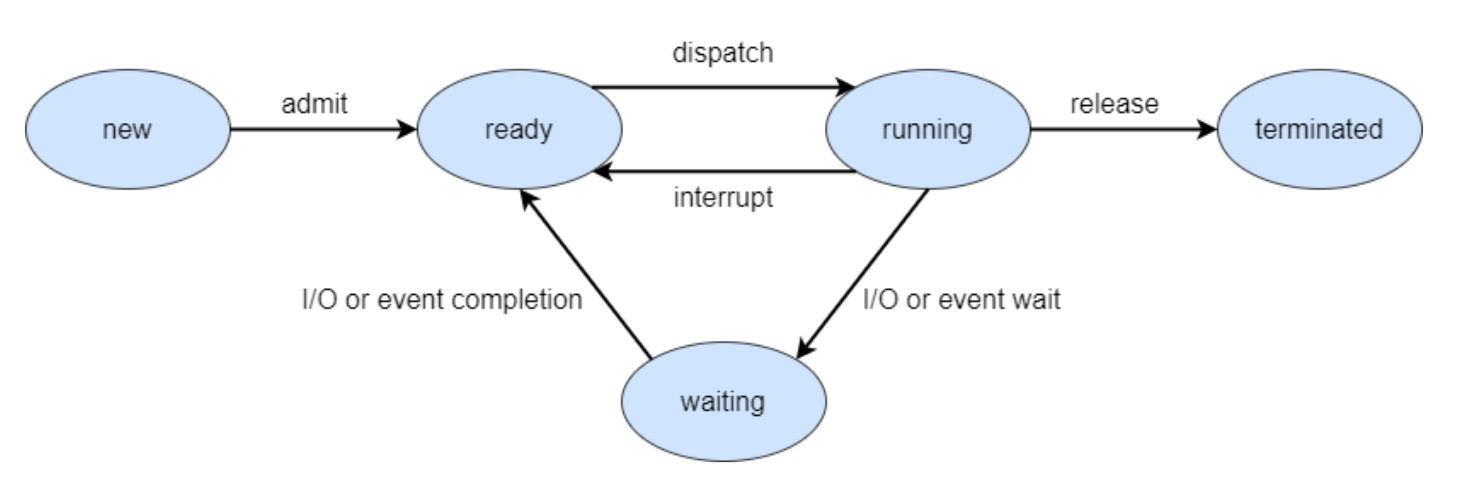 dispatch
admit
release
new
ready
running
terminated
interrupt
I/O or event completion
I/O or event wait
waiting